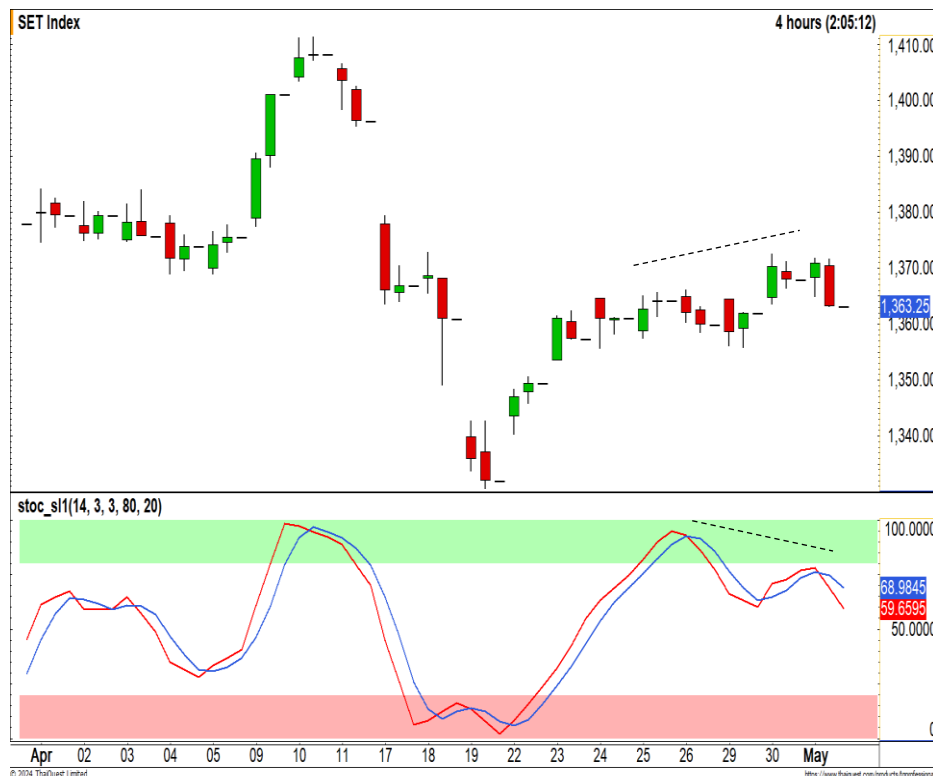 SET Index
4 hours (2:05:12)
1,410.00
1,400.00
1,390.00
1,380.00
1,370.00
1,363.25
1,360.00
1,350.00
1,340.00
stoc_sl1(14, 3, 3, 80, 20)
100.0000
68.9845
59.6595
50.0000
0
Apr 02 03 04 05 09 10 11 17 18 19 22 23 24 25 26 29 30 May
© 2024 ThaiQuest Limited